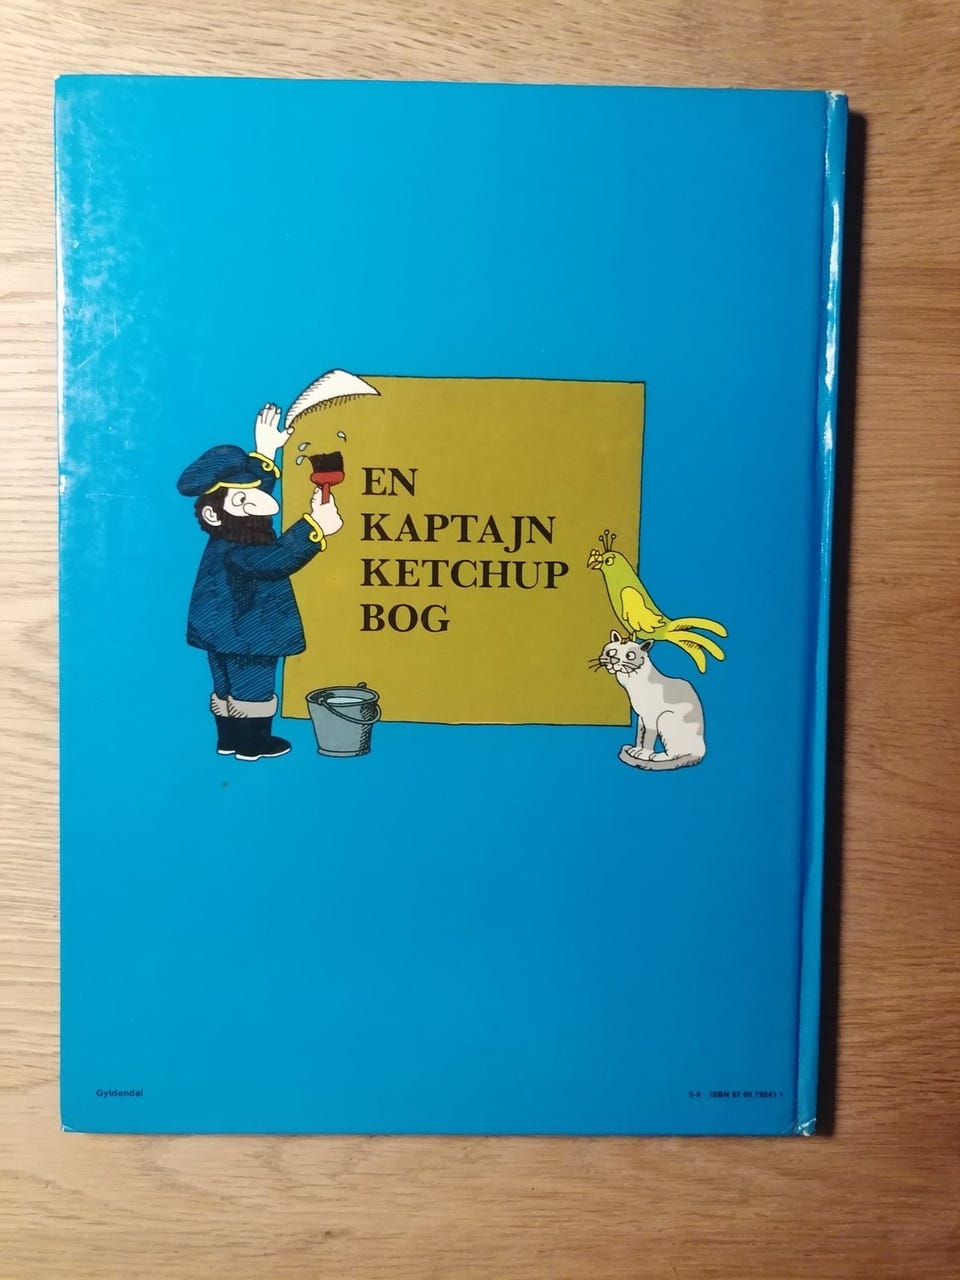 EN
KAPTAJN
KETCHUP
BOG
Gyldendal
5-9 ISBN 87 00 79241 1